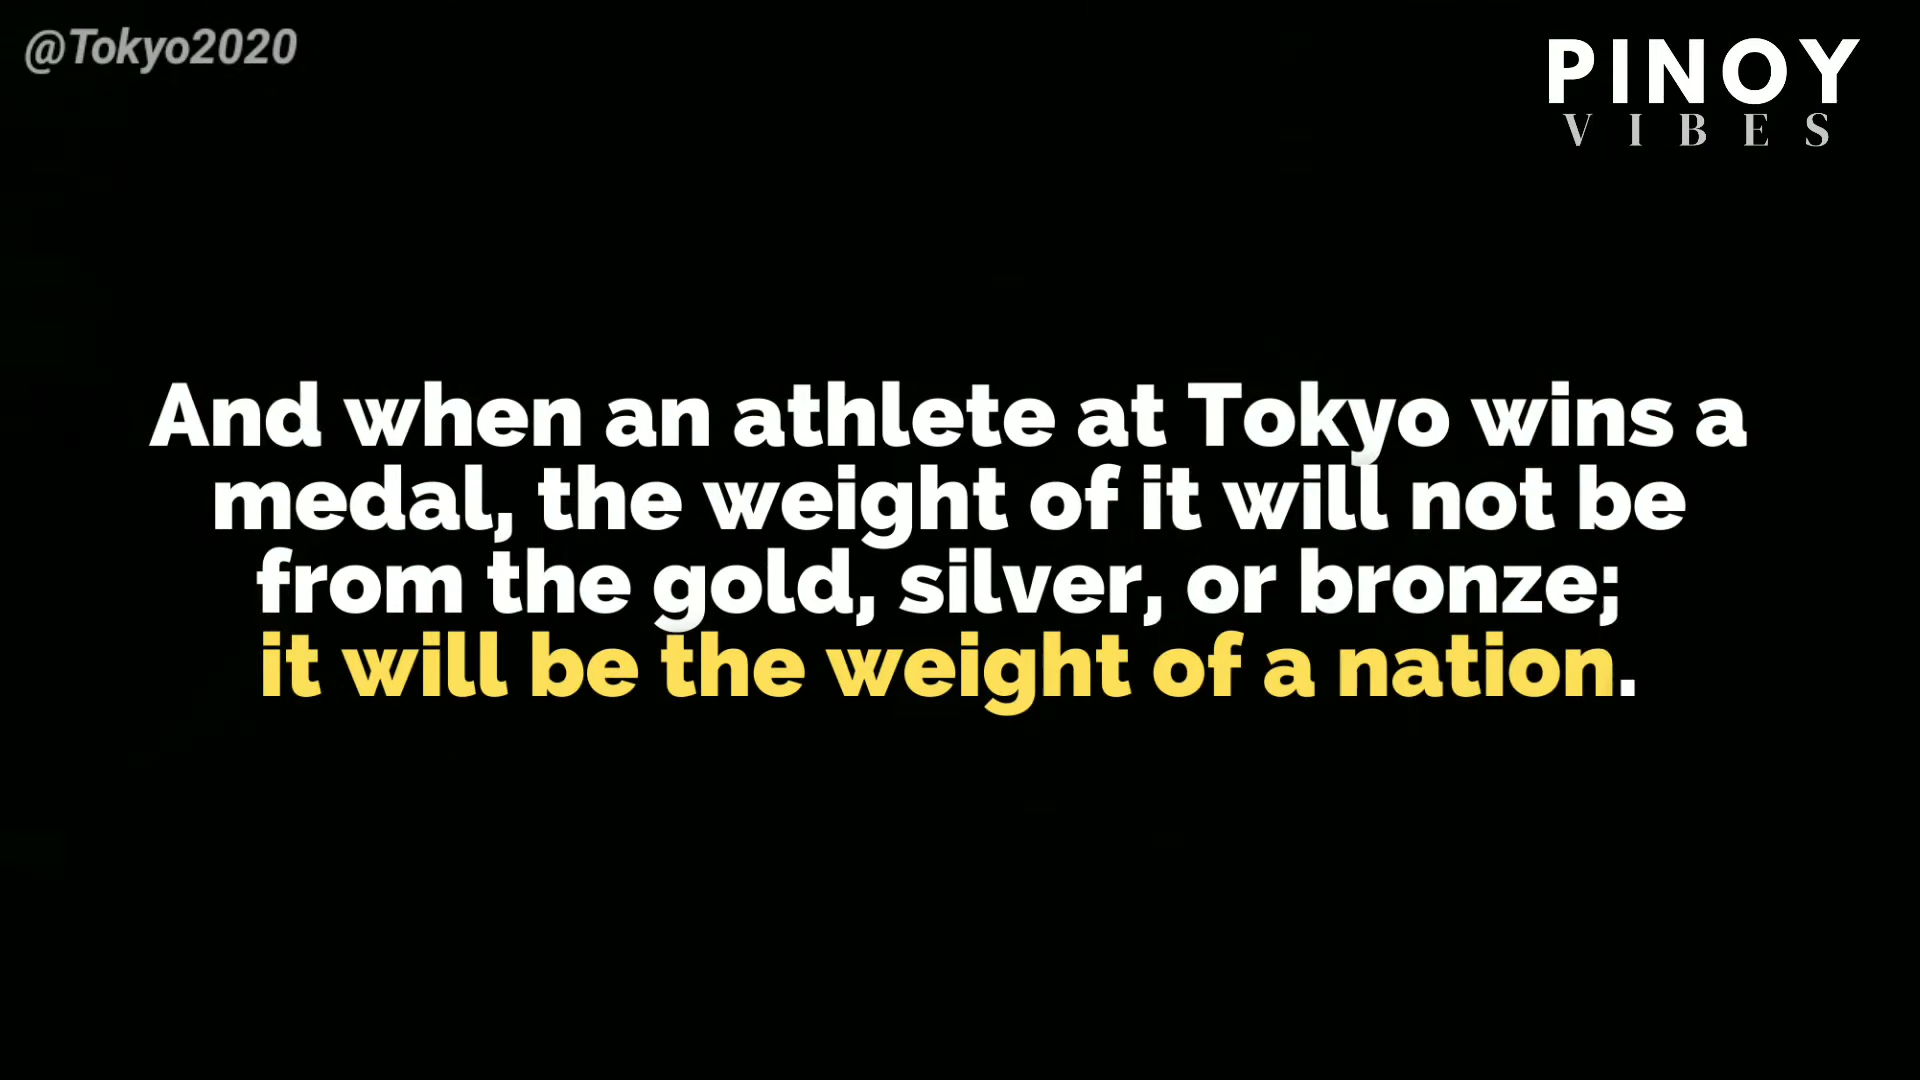 @Tokyo2020
PINOY
VIBES
And when an athlete at Tokyo wins a
medal, the weight of it will not be
from the gold, silver, or bronze;
it will be the weight of a nation.